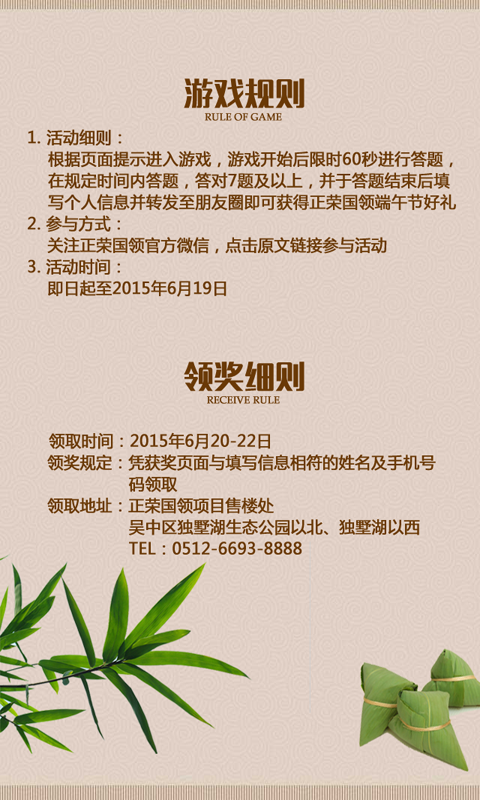 游戏规则
RULE OF GAME
1. 活动细则：
根据页面提示进入游戏，游戏开始后限时60秒进行答题，
在规定时间内答题，答对7题及以上，并于答题结束后填
写个人信息并转发至朋友圈即可获得正荣国领端午节好礼
2. 参与方式：
关注正荣国领官方微信，点击原文链接参与活动
3. 活动时间：
即日起至2015年6月19日
领奖细则
RECEIVE RULE
领取时间：2015年6月20-22日
领奖规定：凭获奖页面与填写信息相符的姓名及手机号
码领取
领取地址：正荣国领项目售楼处
吴中区独墅湖生态公园以北、独墅湖以西
TEL：0512-6693-8888